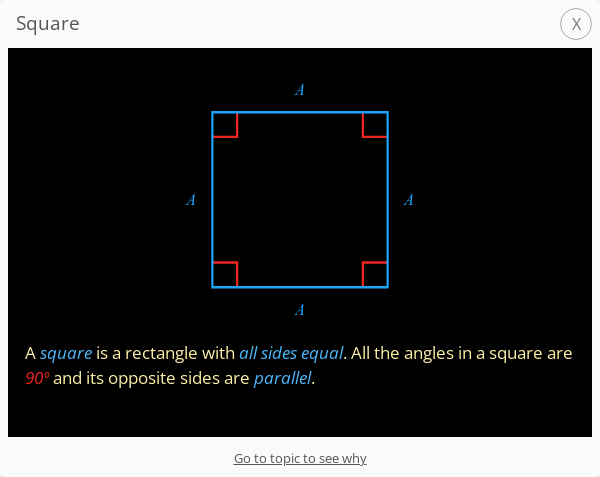 Square
X
A
A
A
A
A square is a rectangle with all sides equal. All the angles in a square are
90º and its opposite sides are parallel.
Go to topic to see why